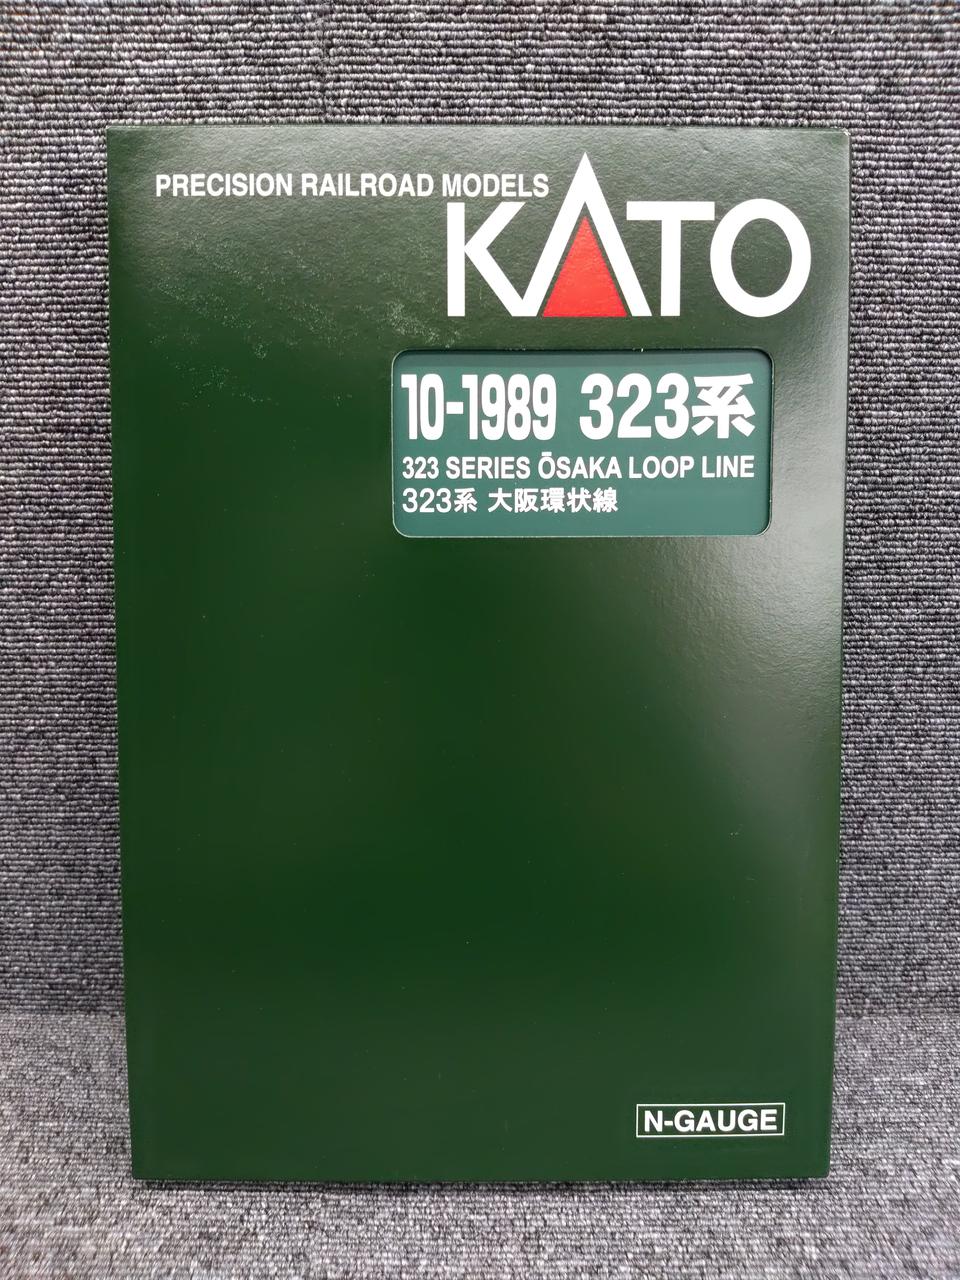 PRECISION RAILROAD MODELS
KATO
10-1989 323系
323 SERIES ŌSAKA LOOP LINE
323系 大阪環状線
N-GAUGE